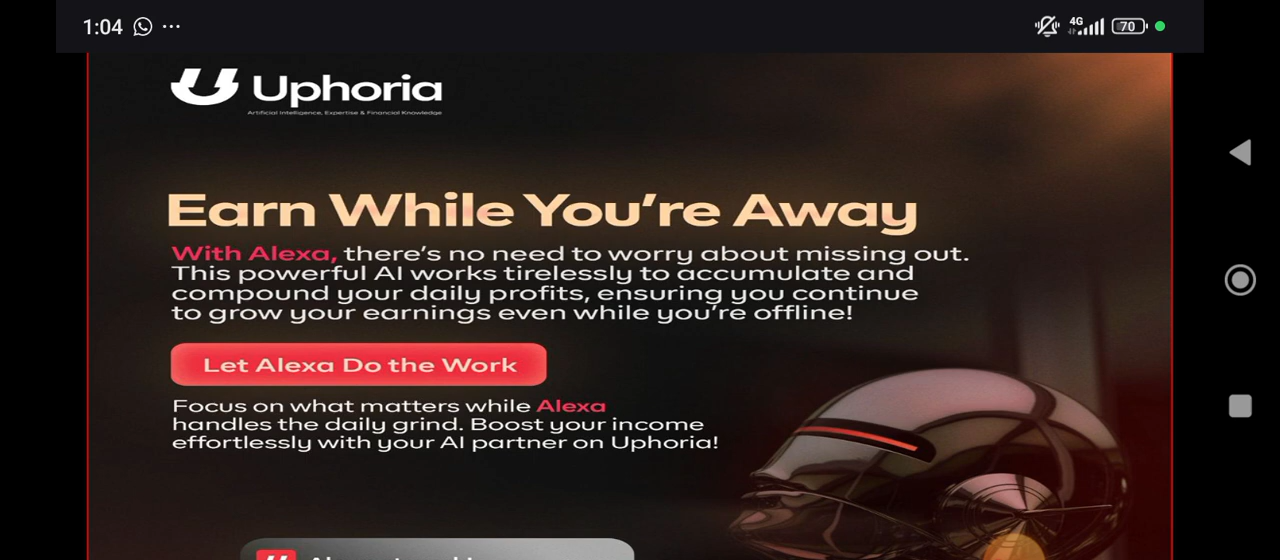 1:04
4G
70
Uphoria
Artificial Intelligence, Expertise & Financial Knowledge
Earn While You're Away
With Alexa, there's no need to worry about missing out.
This powerful AI works tirelessly to accumulate and
compound your daily profits, ensuring you continue
to grow your earnings even while you're offline!
Let Alexa Do the Work
Focus on what matters while Alexa
handles the daily grind. Boost your income
effortlessly with your AI partner on Uphoria!